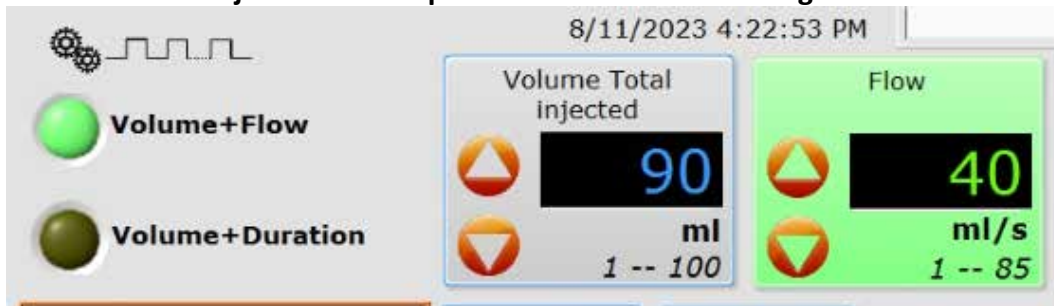 8/11/2023 4:22:53 PM
Volume+Flow
Volume+Duration
Volume Total
injected
90
ml
1 -- 100
Flow
40
ml/s
1 -- 85